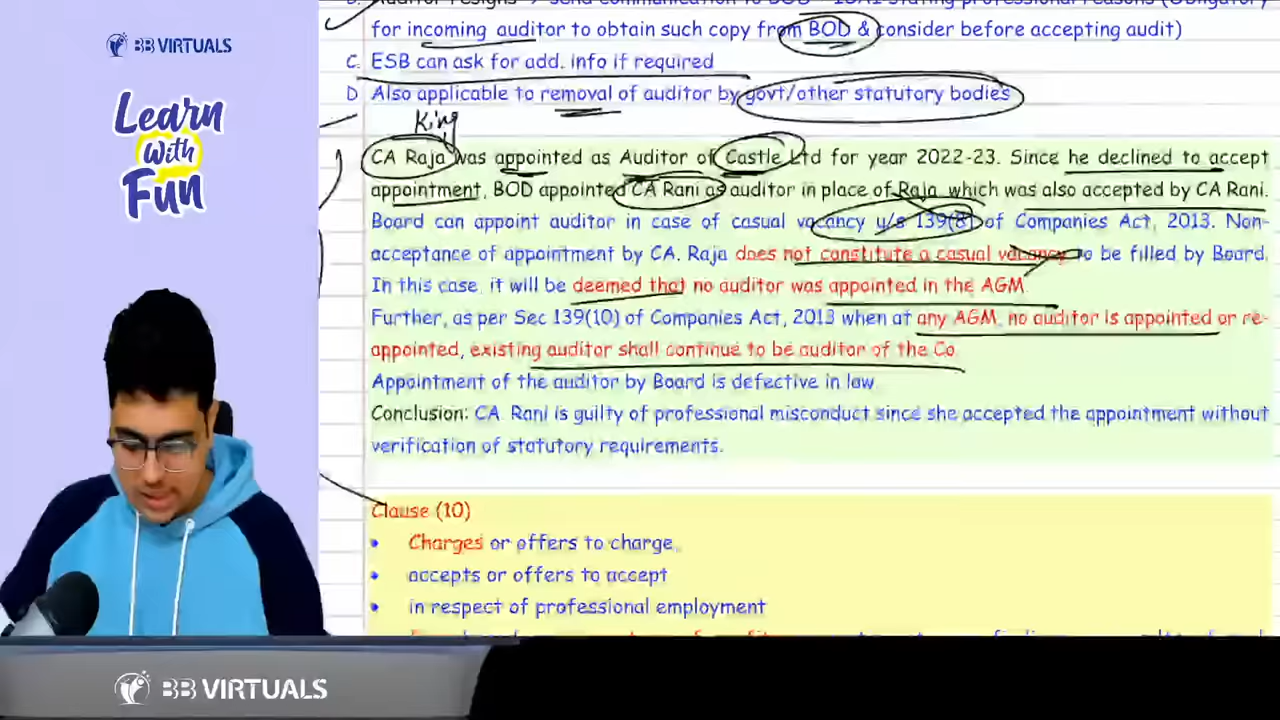 BB VIRTUALS
Learn
With
Fun
for incoming auditor to obtain such copy from BOD & consider before accepting audit)
C. ESB can ask for add. info if required
D Also applicable to removal of auditor by govt/other statutory bodies
King
CA Raja was appointed as Auditor of Castle Ltd for year 2022-23. Since he declined to accept
appointment, BOD appointed CA Rani as auditor in place of Raja which was also accepted by CA Rani.
Board can appoint auditor in case of casual vacancy u/s 139(8) of Companies Act, 2013. Non-
acceptance of appointment by CA. Raja does not constitute a casual vacancy to be filled by Board.
In this case, it will be deemed that no auditor was appointed in the AGM.
Further, as per Sec 139(10) of Companies Act, 2013 when at any AGM, no auditor is appointed or re-
appointed, existing auditor shall continue to be auditor of the Co.
Appointment of the auditor by Board is defective in law.
Conclusion: CA. Rani is guilty of professional misconduct since she accepted the appointment without
verification of statutory requirements.
Clause (10)
• Charges or offers to charge,
• accepts or offers to accept
• in respect of professional employment
BB VIRTUALS